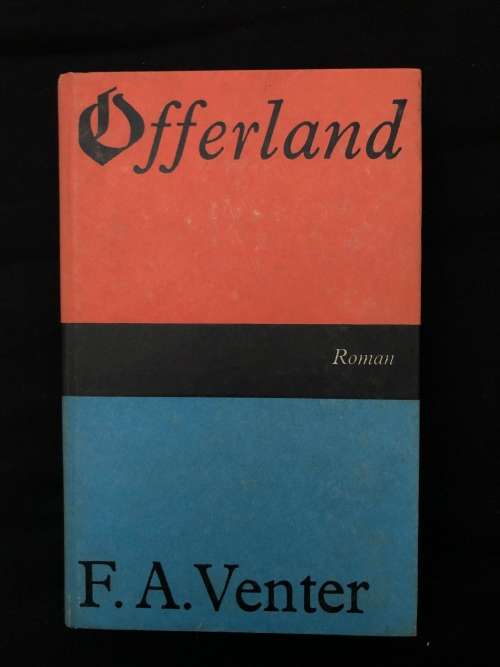 Offerland
Roman
F. A. Venter